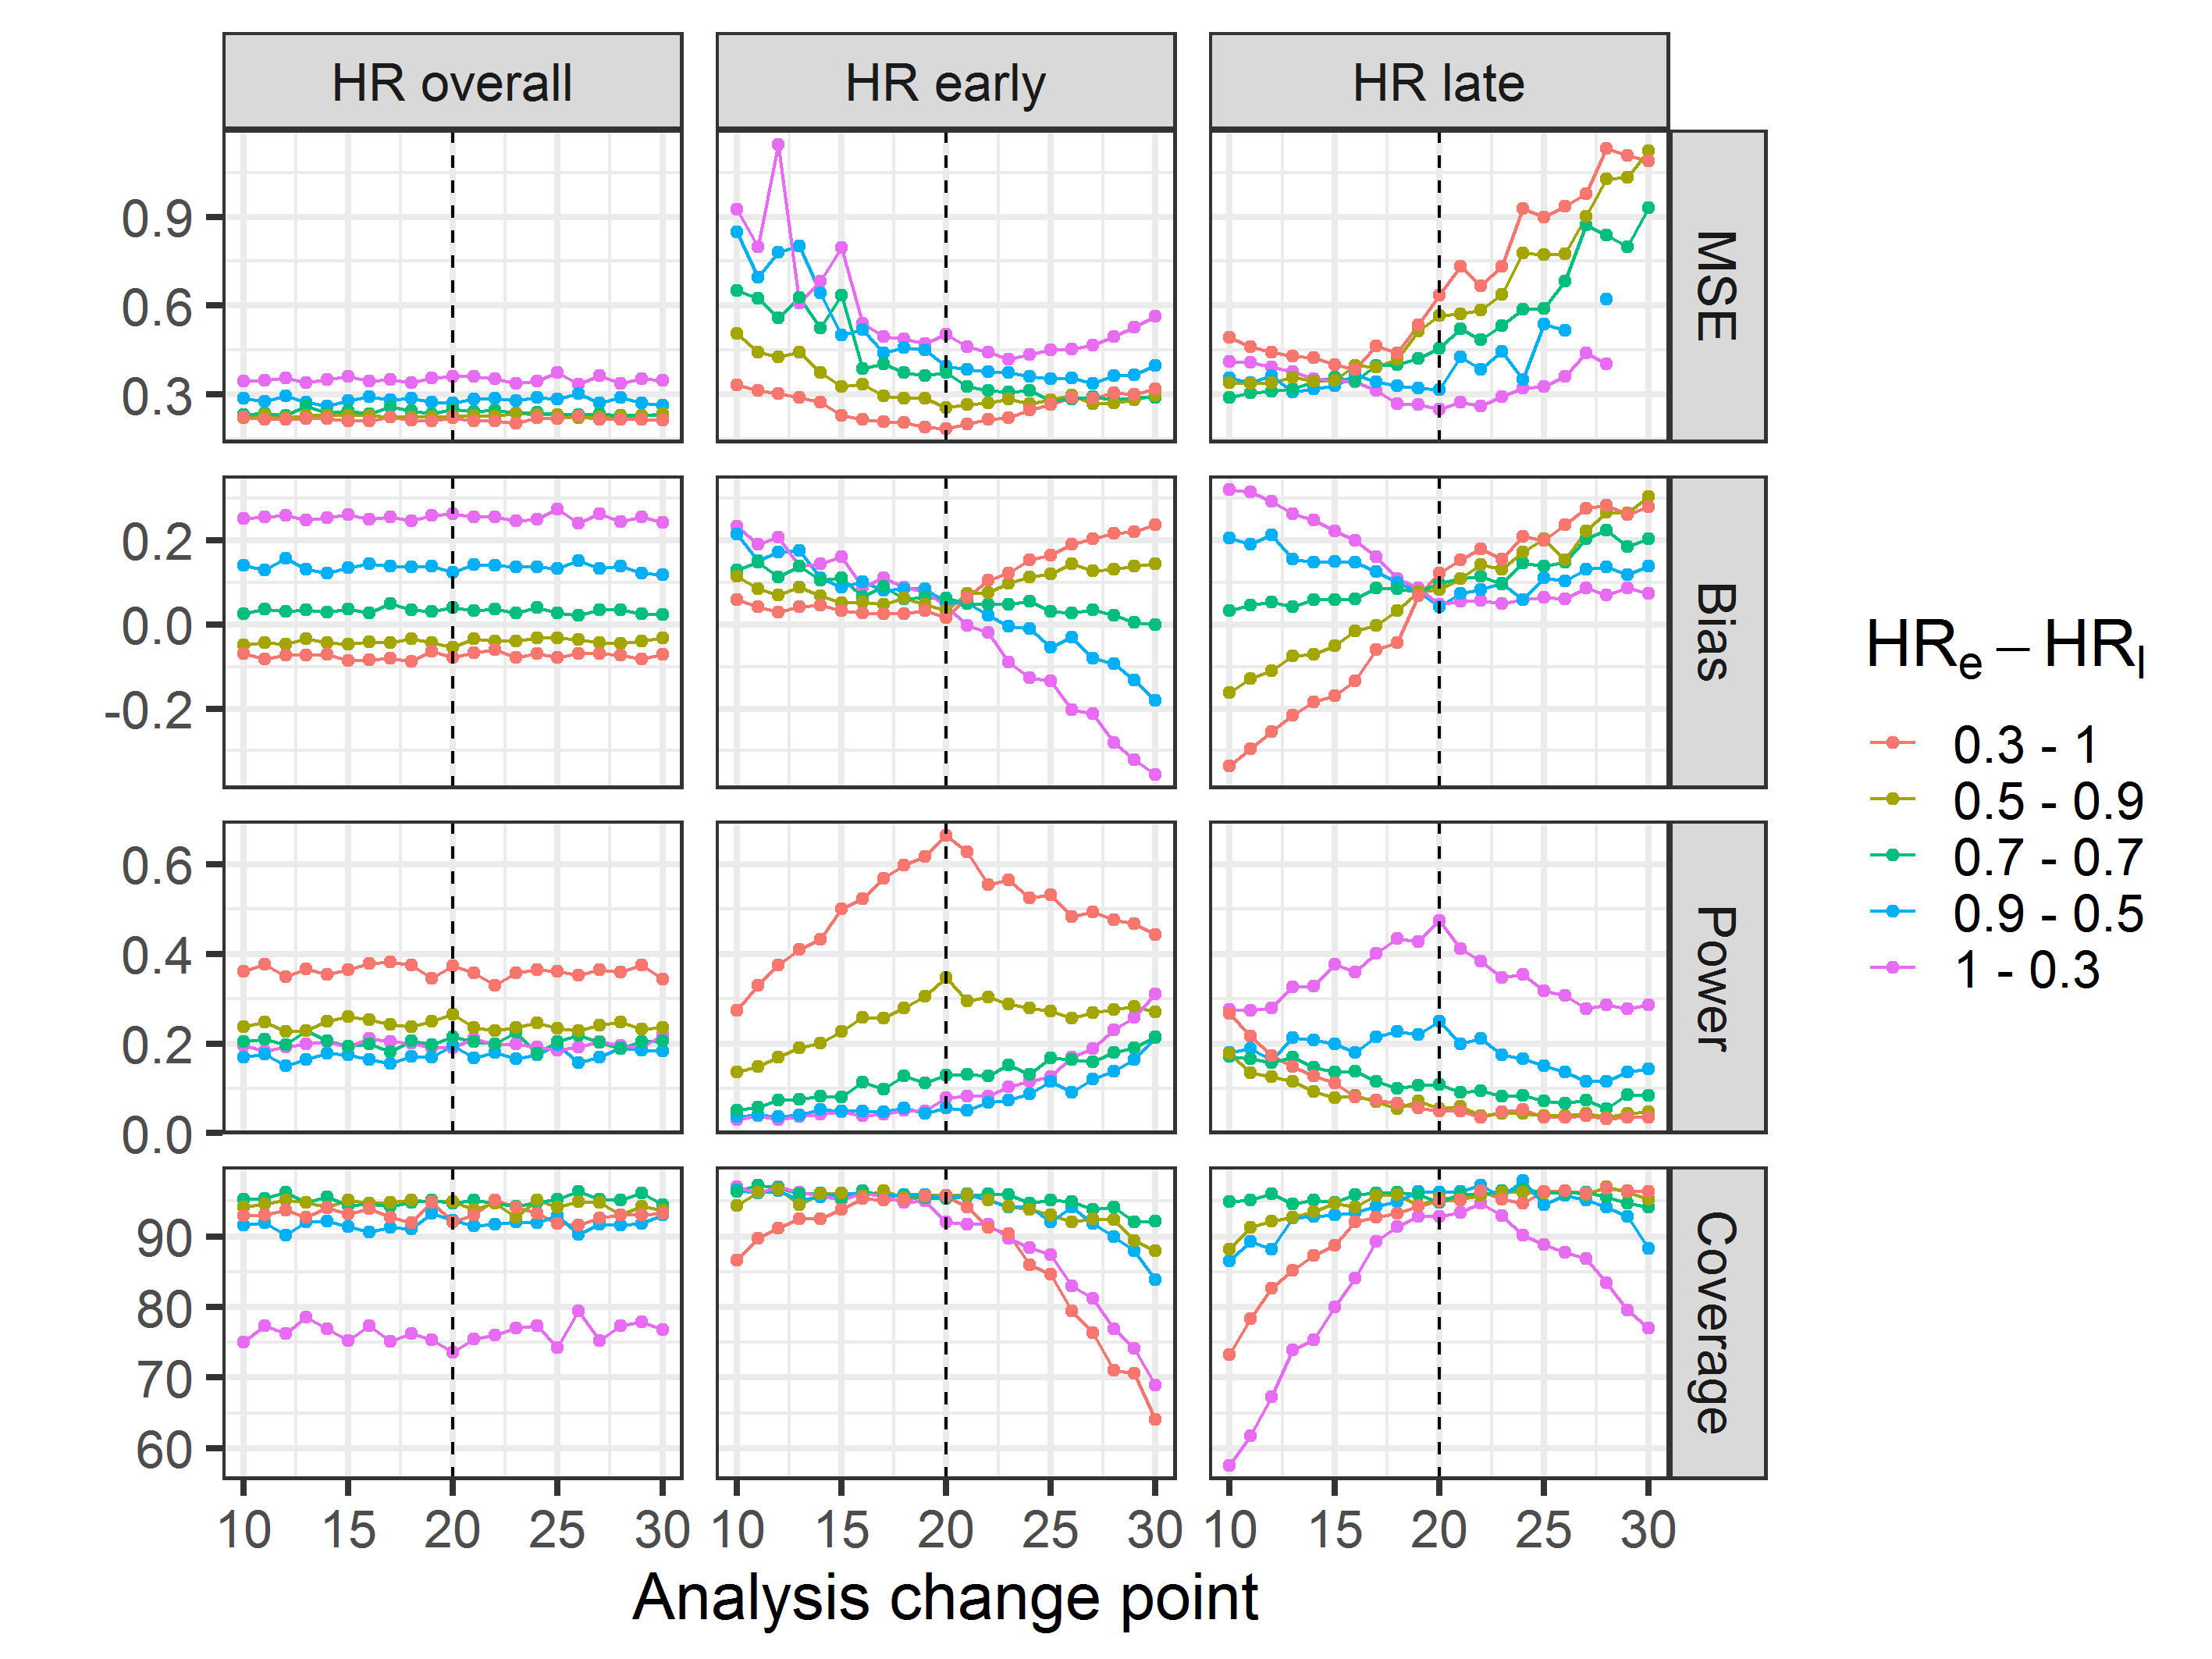 HR overall HR early HR late
0.9
0.6
0.3
MSE
0.2
0.0
-0.2
Bias
0.6
0.4
0.2
0.0
Power
90
80
70
60
Coverage
10 15 20 25 30 10 15 20 25 30 10 15 20 25 30
Analysis change point
HRe – HRl
0.3 - 1
0.5 - 0.9
0.7 - 0.7
0.9 - 0.5
1 - 0.3